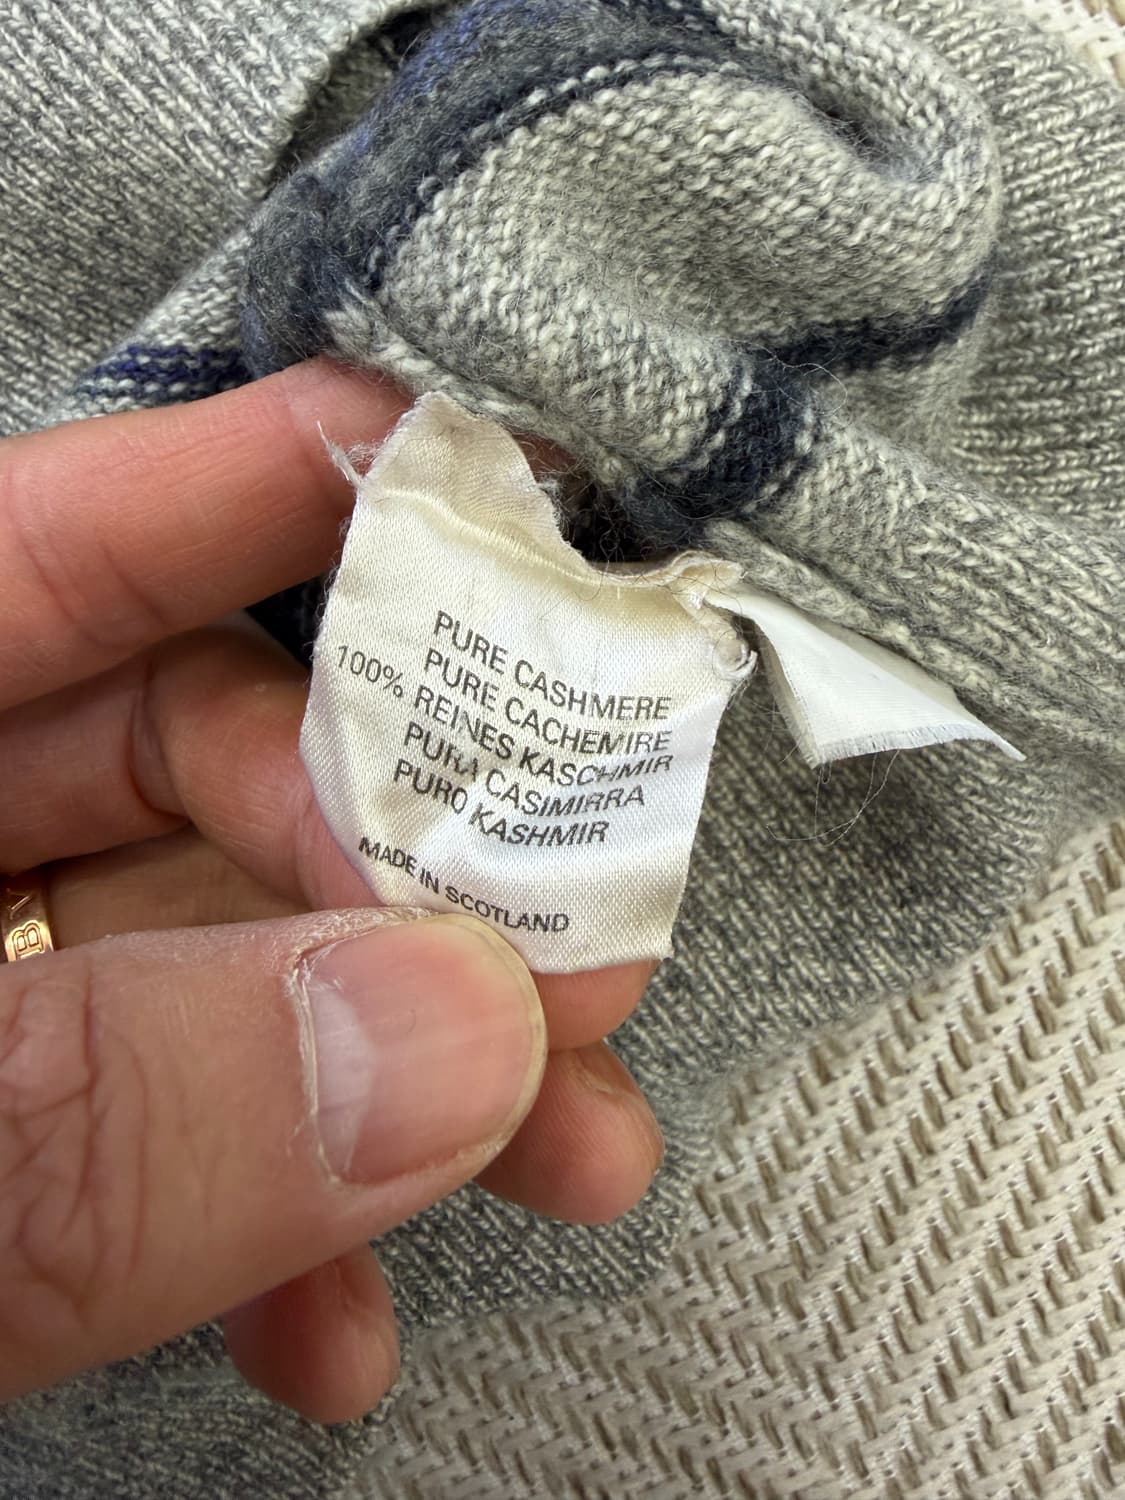 PURE CASHMERE
PURE CACHEMIRE
100% REINES KASCHMIR
PURA CASIMIRRA
PURO KASHMIR
MADE IN SCOTLAND